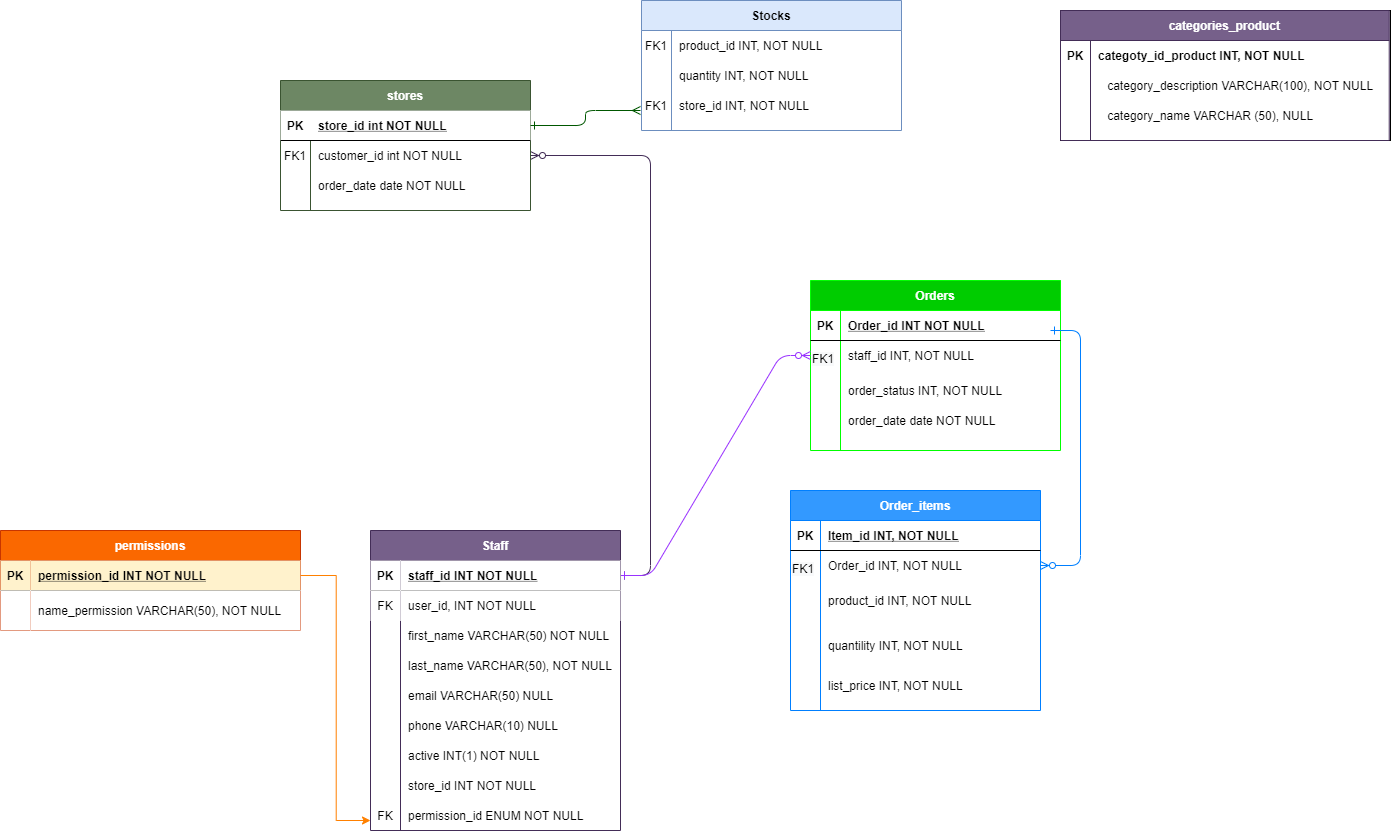 Stocks
FK1 product_id INT, NOT NULL
quantity INT, NOT NULL
FK1 store_id INT, NOT NULL
categories_product
PK categoty_id_product INT, NOT NULL
category_description VARCHAR(100), NOT NULL
category_name VARCHAR (50), NULL
stores
PK store_id int NOT NULL
FK1 customer_id int NOT NULL
order_date date NOT NULL
Orders
PK Order_id INT NOT NULL
FK1 staff_id INT, NOT NULL
order_status INT, NOT NULL
order_date date NOT NULL
Order_items
PK Item_id INT, NOT NULL
FK1 Order_id INT, NOT NULL
product_id INT, NOT NULL
quantility INT, NOT NULL
list_price INT, NOT NULL
permissions
PK permission_id INT NOT NULL
name_permission VARCHAR(50), NOT NULL
Staff
PK staff_id INT NOT NULL
FK user_id, INT NOT NULL
first_name VARCHAR(50) NOT NULL
last_name VARCHAR(50), NOT NULL
email VARCHAR(50) NULL
phone VARCHAR(10) NULL
active INT(1) NOT NULL
store_id INT NOT NULL
FK permission_id ENUM NOT NULL